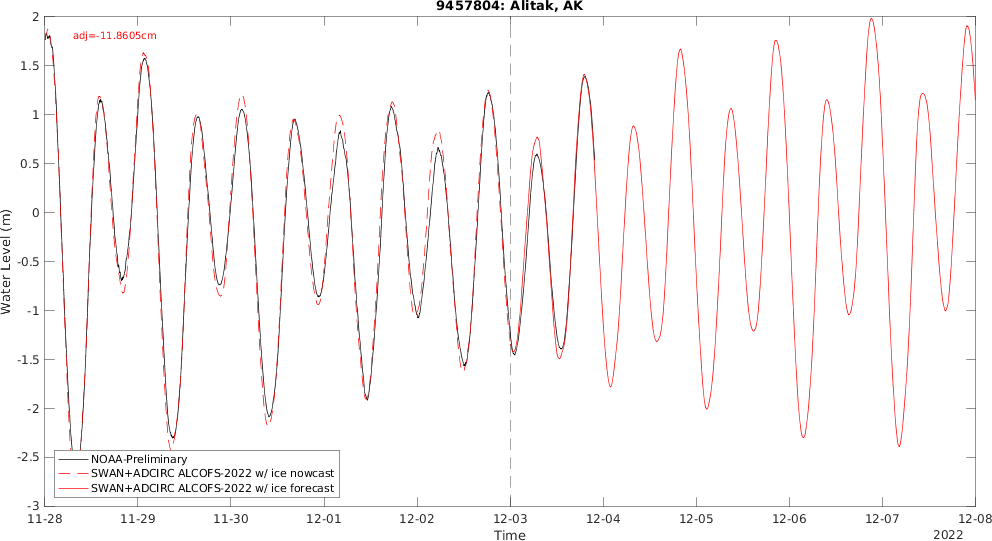 9457804: Alitak, AK
adj=-11.8605cm
2
1.5
1
0.5
0
-0.5
-1
-1.5
-2
-2.5
-3
Water Level (m)
NOAA-Preliminary
SWAN+ADCIRC ALCOFS-2022 w/ ice nowcast
SWAN+ADCIRC ALCOFS-2022 w/ ice forecast
11-28 11-29 11-30 12-01 12-02 12-03 12-04 12-05 12-06 12-07 12-08
Time
2022